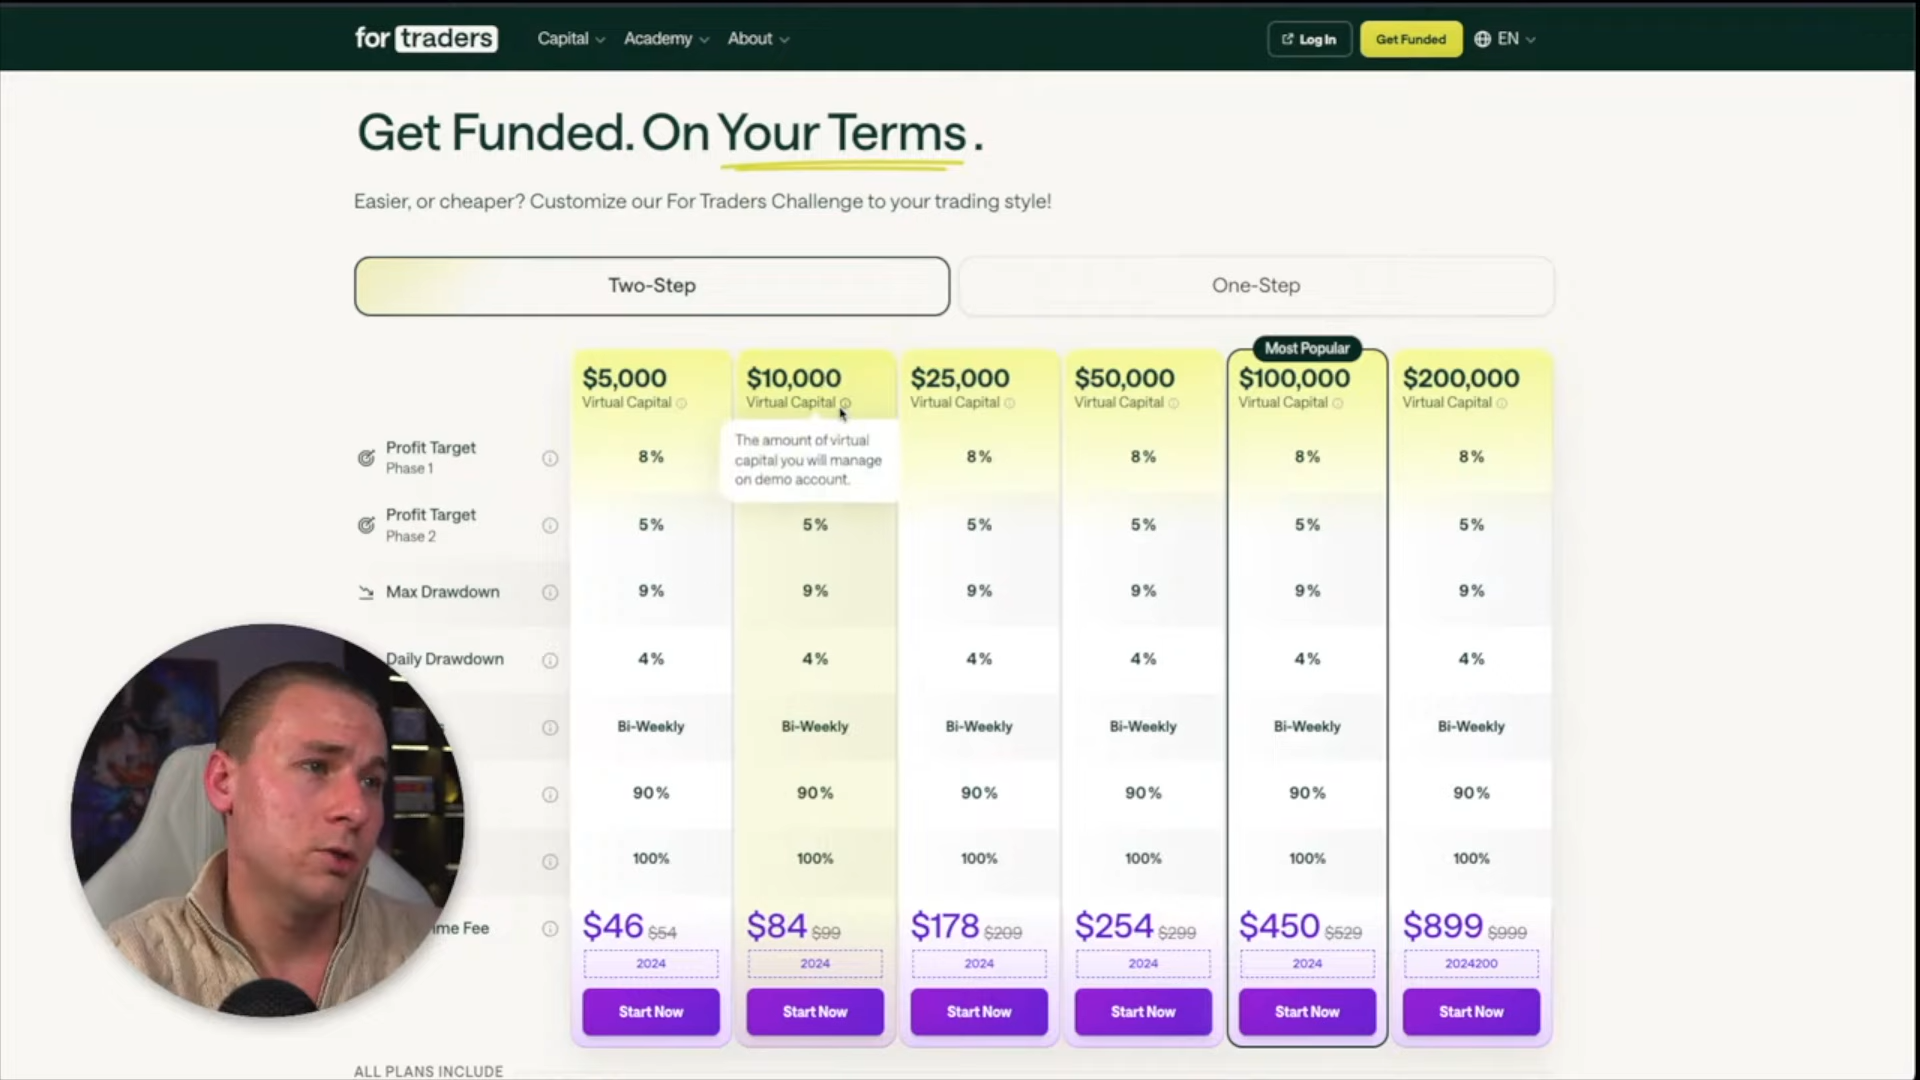 for traders Capital Academy About Log In Get Funded EN
Get Funded. On Your Terms.
Easier, or cheaper? Customize our For Traders Challenge to your trading style!
Two-Step One-Step
Most Popular
$5,000 $10,000 $25,000 $50,000 $100,000 $200,000
Virtual Capital Virtual Capital Virtual Capital Virtual Capital Virtual Capital Virtual Capital
The amount of virtual
capital you will manage
on demo account.
Profit Target
Phase 1
8% 8% 8% 8% 8%
Profit Target
Phase 2
5% 5% 5% 5% 5% 5%
Max Drawdown 9% 9% 9% 9% 9% 9%
Daily Drawdown 4% 4% 4% 4% 4% 4%
Bi-Weekly Bi-Weekly Bi-Weekly Bi-Weekly Bi-Weekly Bi-Weekly
90% 90% 90% 90% 90% 90%
100% 100% 100% 100% 100% 100%
Fee $46 $54 $84 $99 $178 $209 $254 $299 $450 $529 $899 $999
2024 2024 2024 2024 2024 2024200
Start Now Start Now Start Now Start Now Start Now Start Now
ALL PLANS INCLUDE